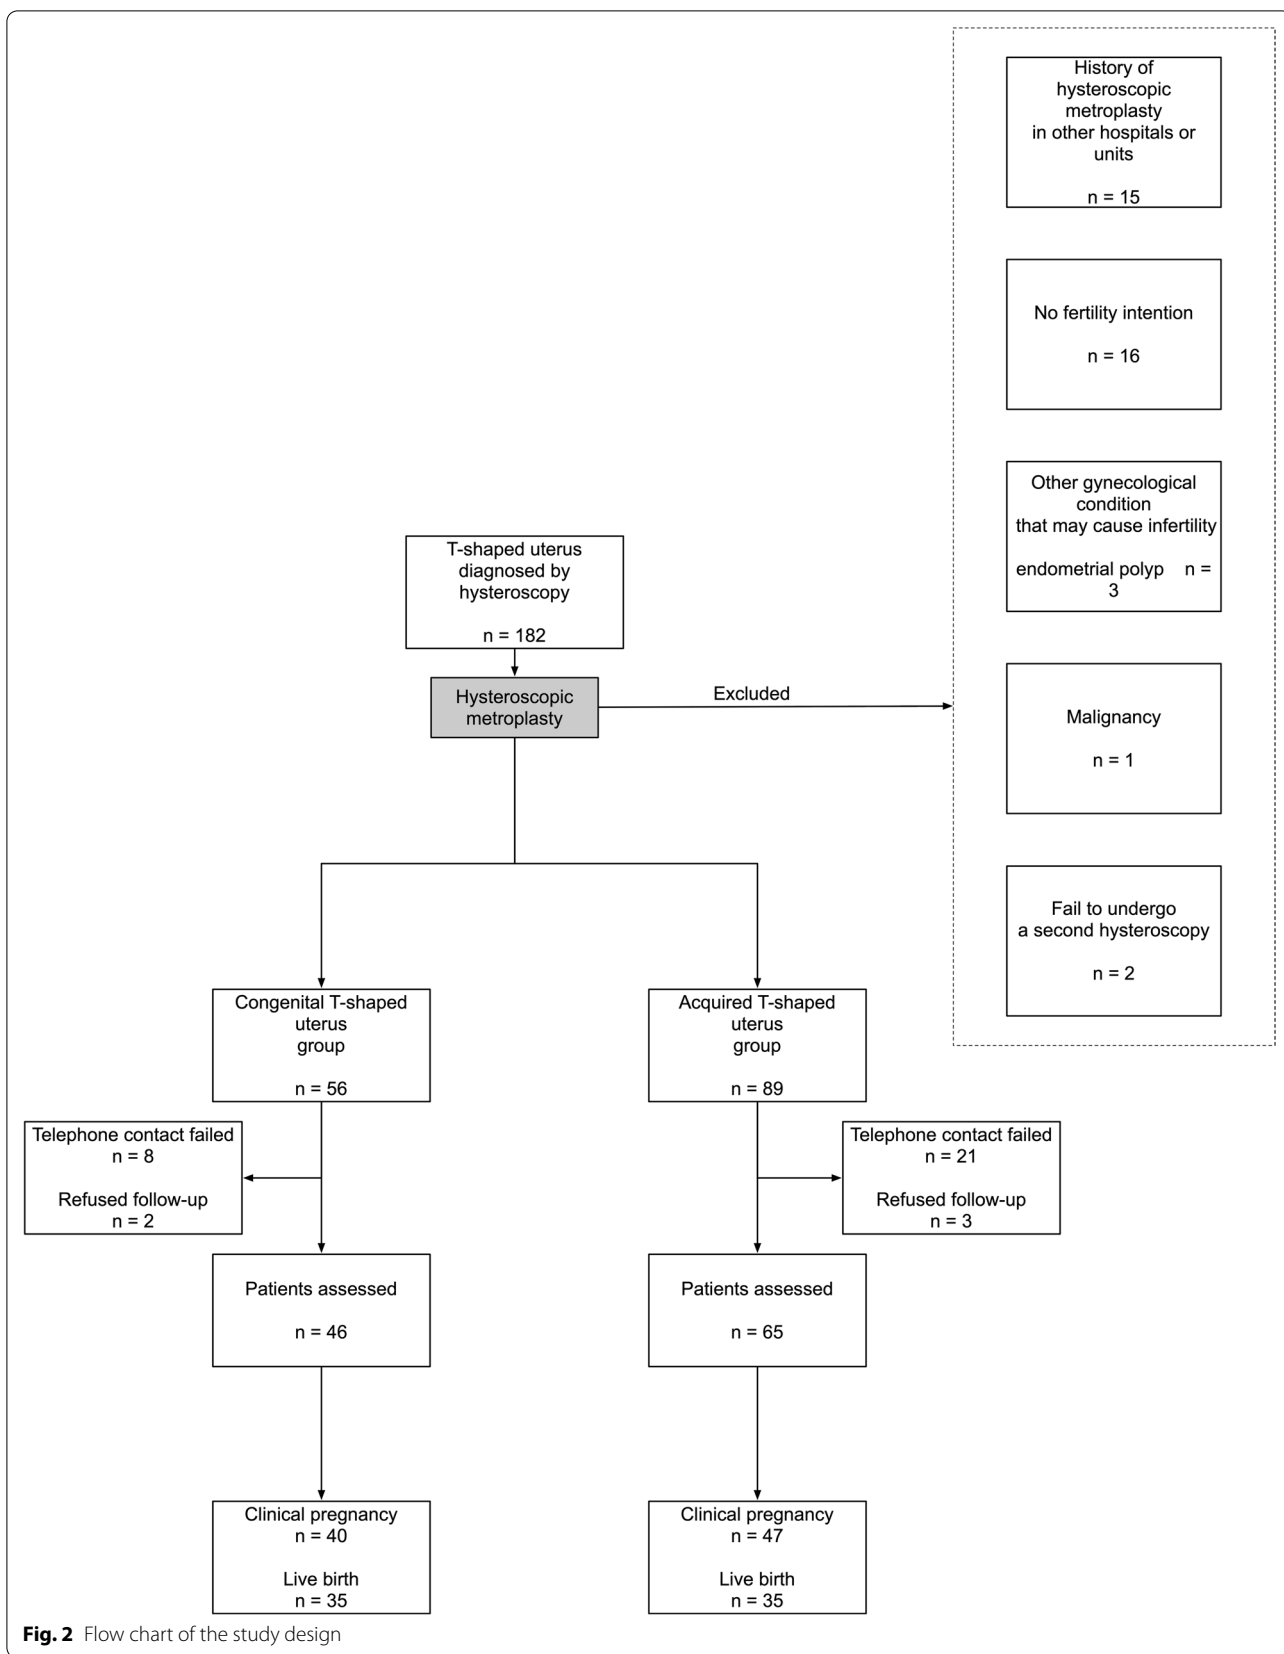 History of
hysteroscopic
metroplasty
in other hospitals or
units
n = 15
No fertility intention
n = 16
Other gynecological
condition
that may cause infertility
endometrial polyp n =
3
Malignancy
n = 1
Fail to undergo
a second hysteroscopy
n = 2
T-shaped uterus
diagnosed by
hysteroscopy
n = 182
Hysteroscopic
metroplasty
Excluded
Congenital T-shaped
uterus
group
n = 56
Acquired T-shaped
uterus
group
n = 89
Telephone contact failed
n = 8
Refused follow-up
n = 2
Telephone contact failed
n = 21
Refused follow-up
n = 3
Patients assessed
n = 46
Patients assessed
n = 65
Clinical pregnancy
n = 40
Live birth
n = 35
Clinical pregnancy
n = 47
Live birth
n = 35
Fig. 2 Flow chart of the study design